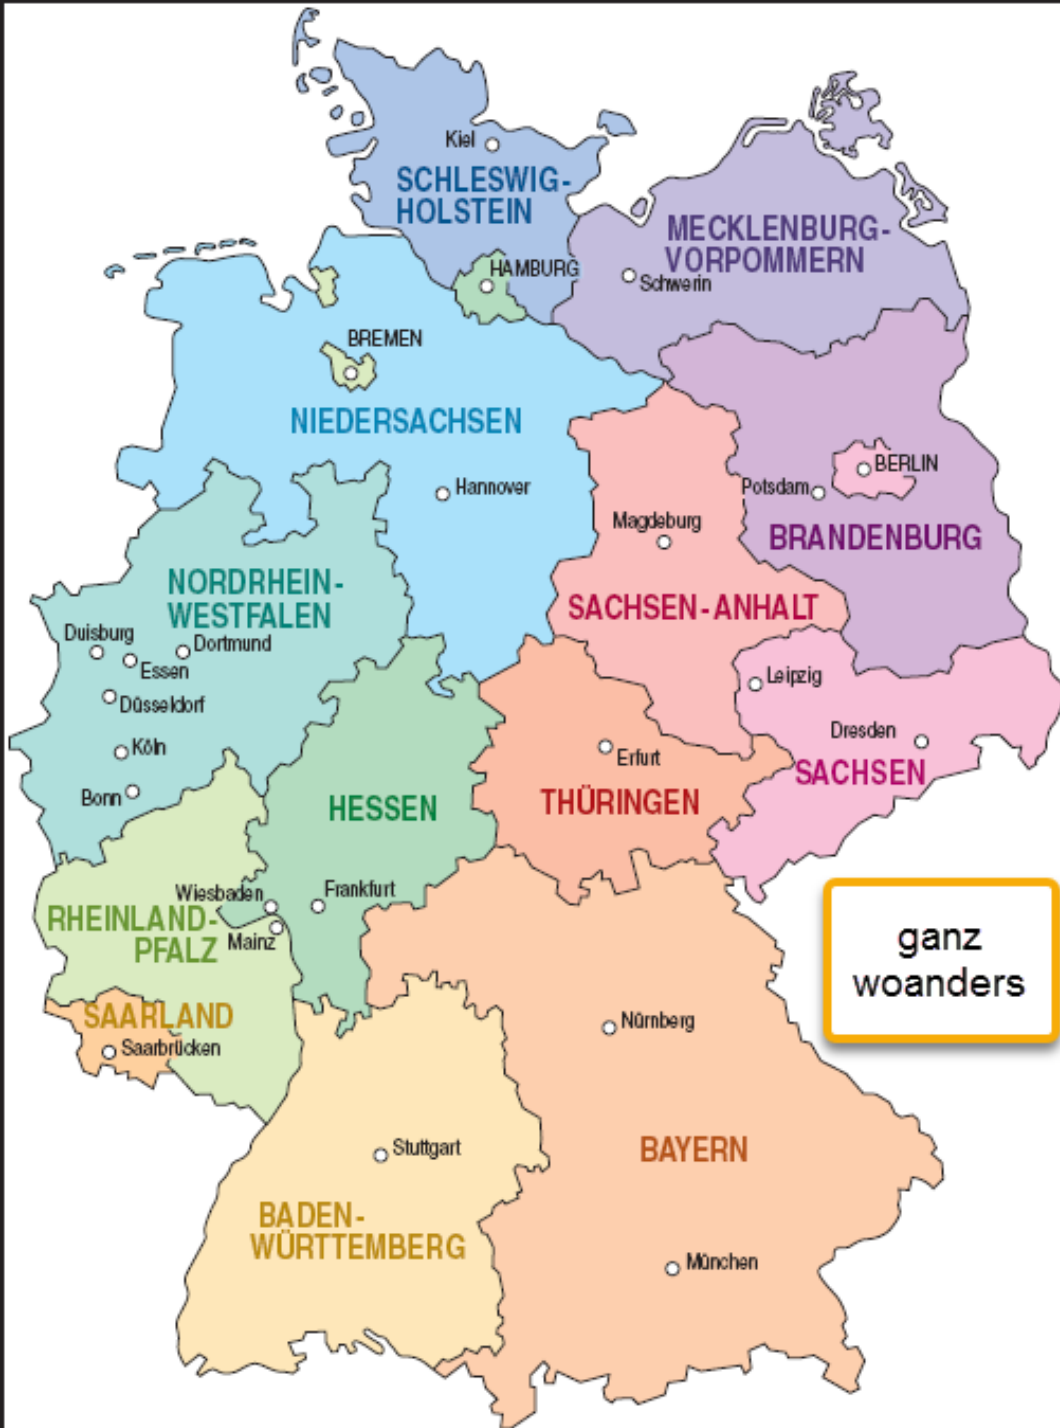 Kiel
SCHLESWIG-
HOLSTEIN
MECKLENBURG-
VORPOMMERN
HAMBURG
Schwerin
BREMEN
NIEDERSACHSEN
BERLIN
Hannover
Potsdam
Magdeburg
BRANDENBURG
NORDRHEIN-
WESTFALEN
SACHSEN-ANHALT
Duisburg
Dortmund
Essen
Leipzig
Düsseldorf
Dresden
Köln
Erfurt
SACHSEN
Bonn
HESSEN
THÜRINGEN
Wiesbaden
Frankfurt
RHEINLAND-
PFALZ
Mainz
ganz
woanders
SAARLAND
Nürnberg
Saarbrücken
Stuttgart
BAYERN
BADEN-
WÜRTTEMBERG
München